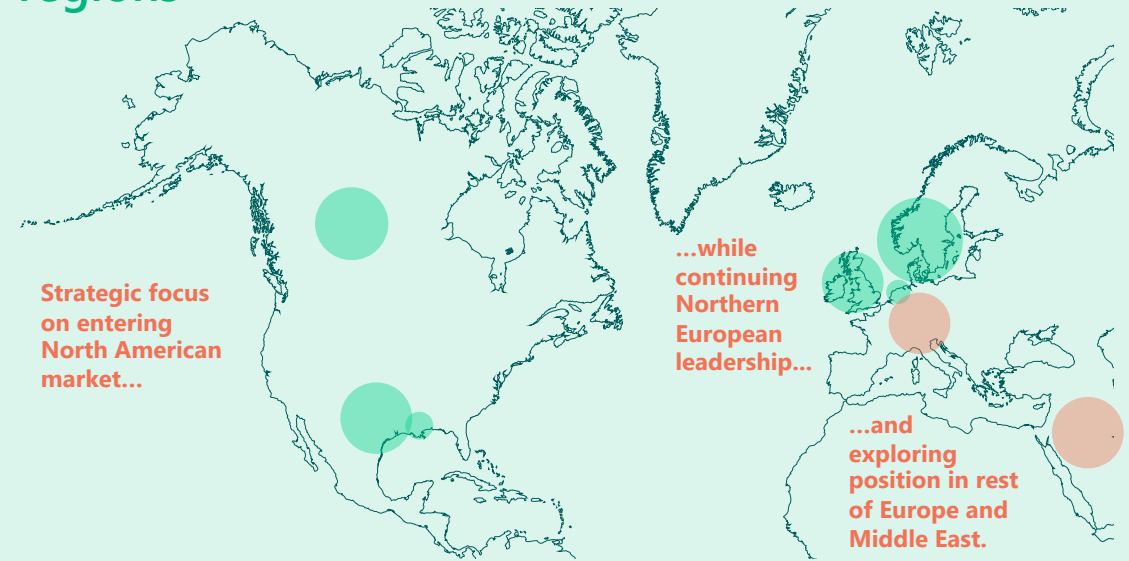 regions
Strategic focus
on entering
North American
market...
...while
continuing
Northern
European
leadership...
...and
exploring
position in rest
of Europe and
Middle East.